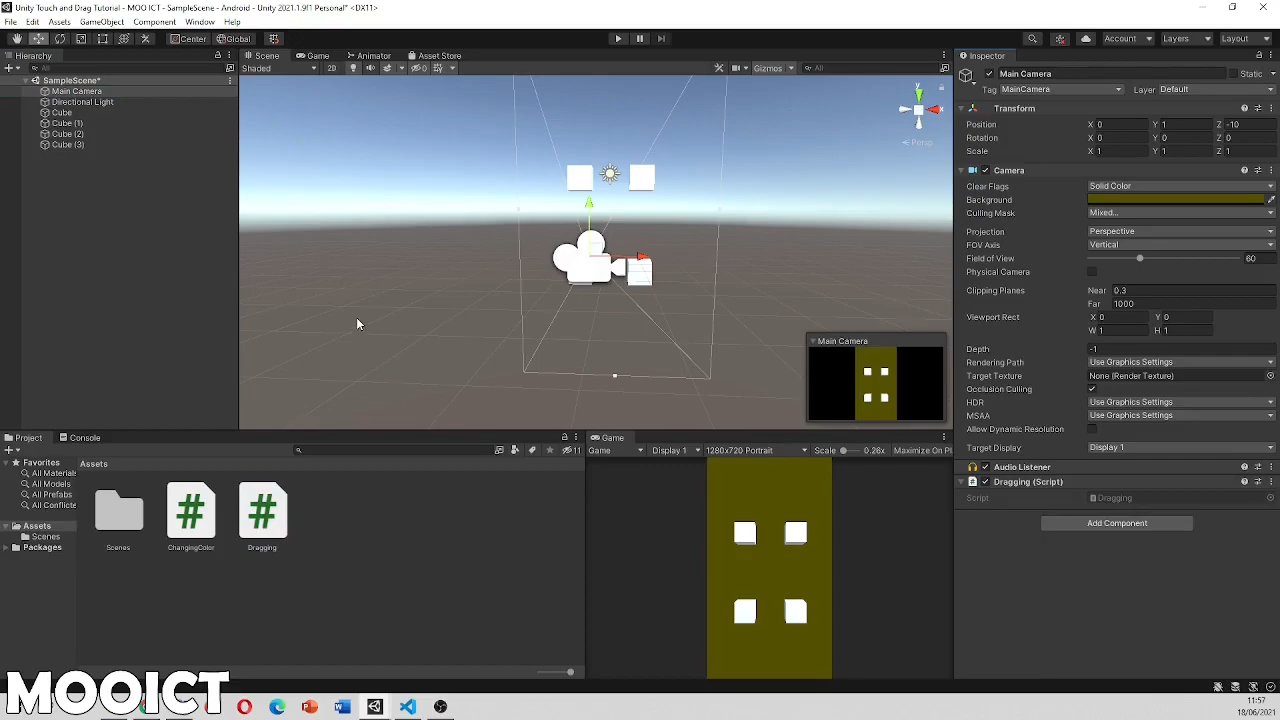 Unity Touch and Drag Tutorial - MOO ICT - SampleScene* - Android - Unity 2021.1.9f1 Personal* <DX11>
File Edit Assets GameObject Component Window Help
Center Global Account Layers Layout
Hierarchy Scene Game Animator Asset Store Inspector
All Shaded 2D 0 Gizmos All
SampleScene*
Main Camera
Directional Light
Cube
Cube (1)
Cube (2)
Cube (3)
y
x
Persp
Main Camera
Main Camera Static
Tag MainCamera Layer Default
Transform
Position X 0 Y 1 Z -10
Rotation X 0 Y 0 Z 0
Scale X 1 Y 1 Z 1
Camera
Clear Flags Solid Color
Background
Culling Mask Mixed...
Projection Perspective
FOV Axis Vertical
Field of View 60
Physical Camera
Clipping Planes Near 0.3
Far 1000
Viewport Rect X 0 Y 0
W 1 H 1
Depth -1
Rendering Path Use Graphics Settings
Target Texture None (Render Texture)
Occlusion Culling
HDR Use Graphics Settings
MSAA Use Graphics Settings
Allow Dynamic Resolution
Target Display Display 1
Audio Listener
Dragging (Script)
Script Dragging
Add Component
Project Console
11
Favorites
All Materials
All Models
All Prefabs
All Conflicte
Assets
Scenes
Packages
Assets
Scenes ChangingColor Dragging
Game
Game Display 1 1280x720 Portrait Scale 0.26x Maximize On Pl
MOOICT
11:57
18/06/2021